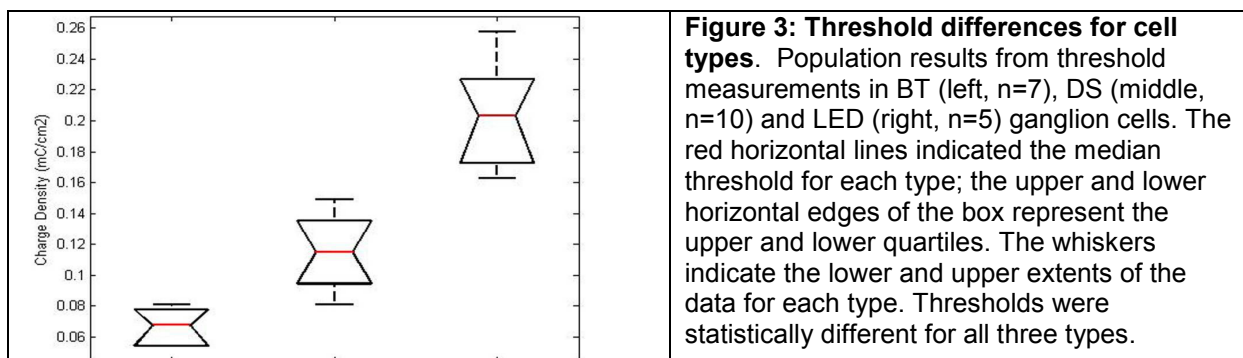 0.26
0.24
0.22
0.2
0.18
0.16
0.14
0.12
0.1
0.08
0.06
Charge Density (mC/cm2)
Figure 3: Threshold differences for cell
types. Population results from threshold
measurements in BT (left, n=7), DS (middle,
n=10) and LED (right, n=5) ganglion cells. The
red horizontal lines indicated the median
threshold for each type; the upper and lower
horizontal edges of the box represent the
upper and lower quartiles. The whiskers
indicate the lower and upper extents of the
data for each type. Thresholds were
statistically different for all three types.